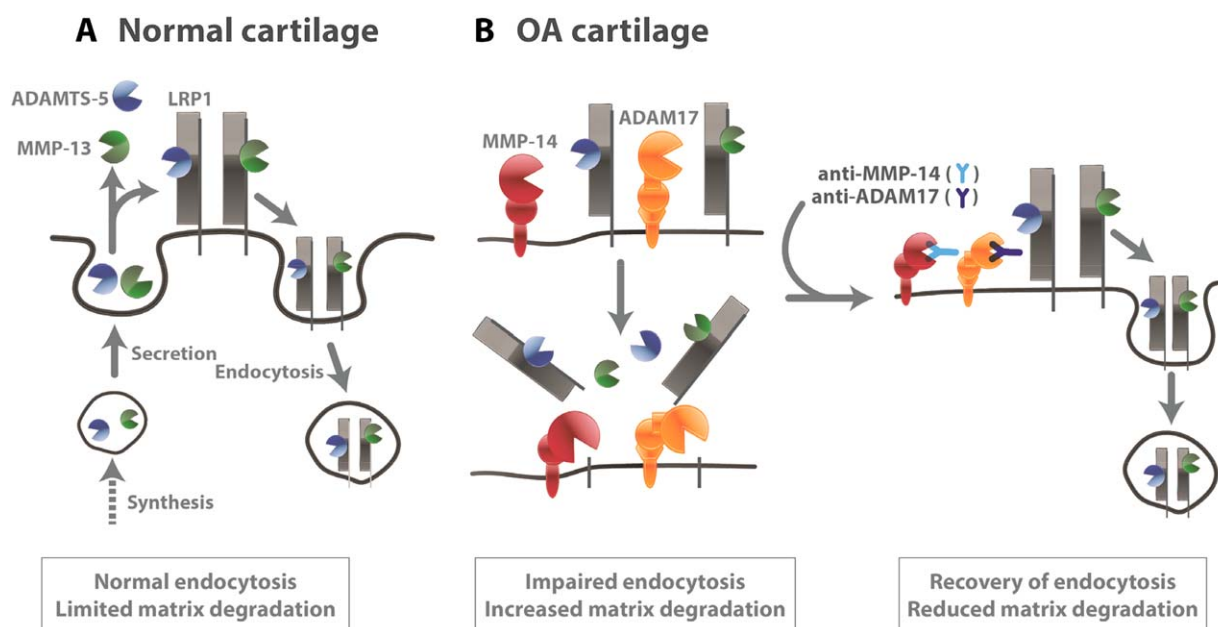 A Normal cartilage
ADAMTS-5
LRP1
MMP-13
Secretion
Endocytosis
Synthesis
Normal endocytosis
Limited matrix degradation
B OA cartilage
MMP-14
ADAM17
Impaired endocytosis
Increased matrix degradation
anti-MMP-14 ( )
anti-ADAM17 ( )
Recovery of endocytosis
Reduced matrix degradation